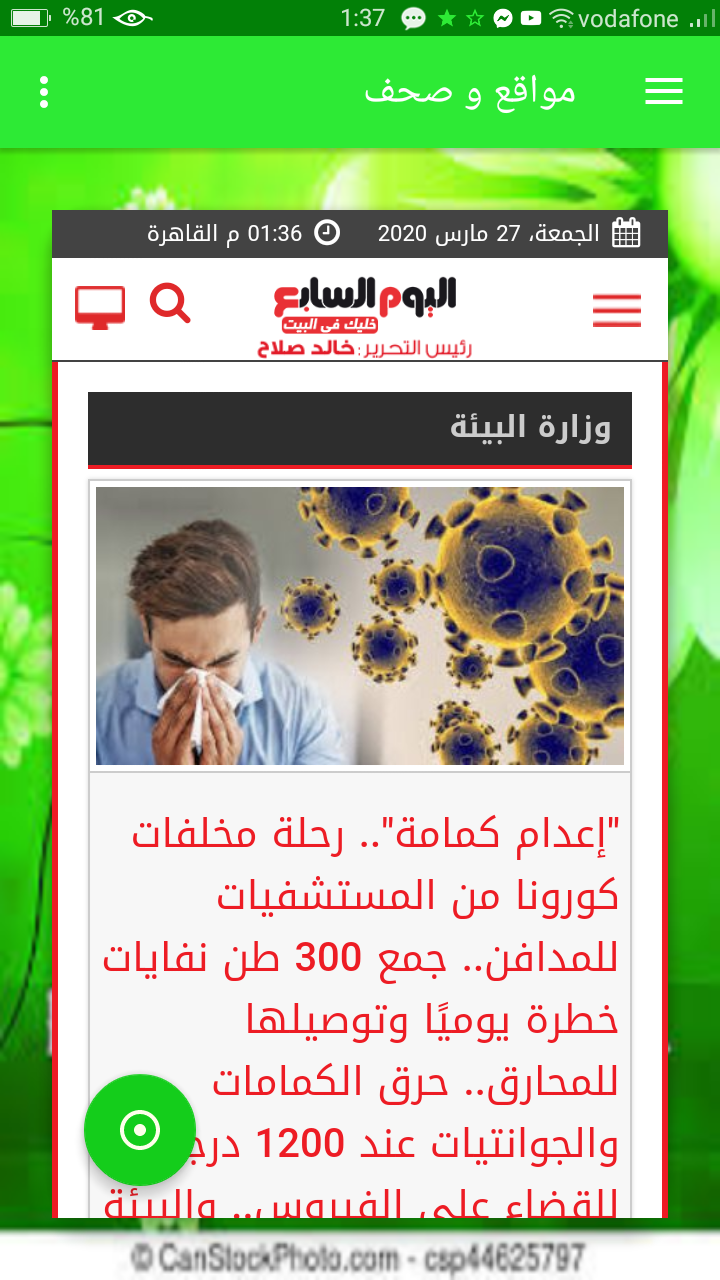 %81 1:37 vodafone
مواقع و صحف
الجمعة، 27 مارس 2020 01:36 م القاهرة
اليوم السابع
خليك فى البيت
رئيس التحرير: خالد صلاح
وزارة البيئة
"إعدام كمامة".. رحلة مخلفات
كورونا من المستشفيات
للمدافن.. جمع 300 طن نفايات
خطرة يوميًا وتوصيلها
للمحارق.. حرق الكمامات
والجوانتيات عند 1200
للقضاء على الفيروس.. والبيئة
© CanStockPhoto.com - csp44625797